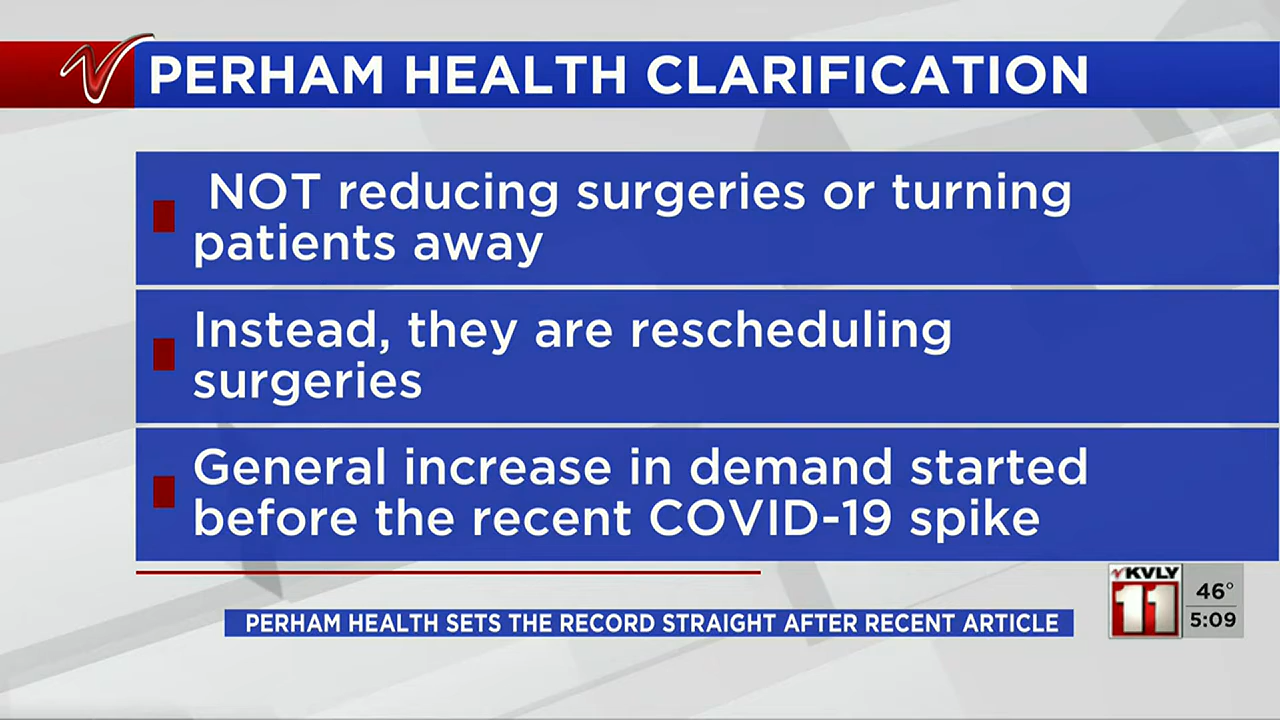 PERHAM HEALTH CLARIFICATION
NOT reducing surgeries or turning
patients away
Instead, they are rescheduling
surgeries
General increase in demand started
before the recent COVID-19 spike
PERHAM HEALTH SETS THE RECORD STRAIGHT AFTER RECENT ARTICLE
KVLY
11
46°
5:09